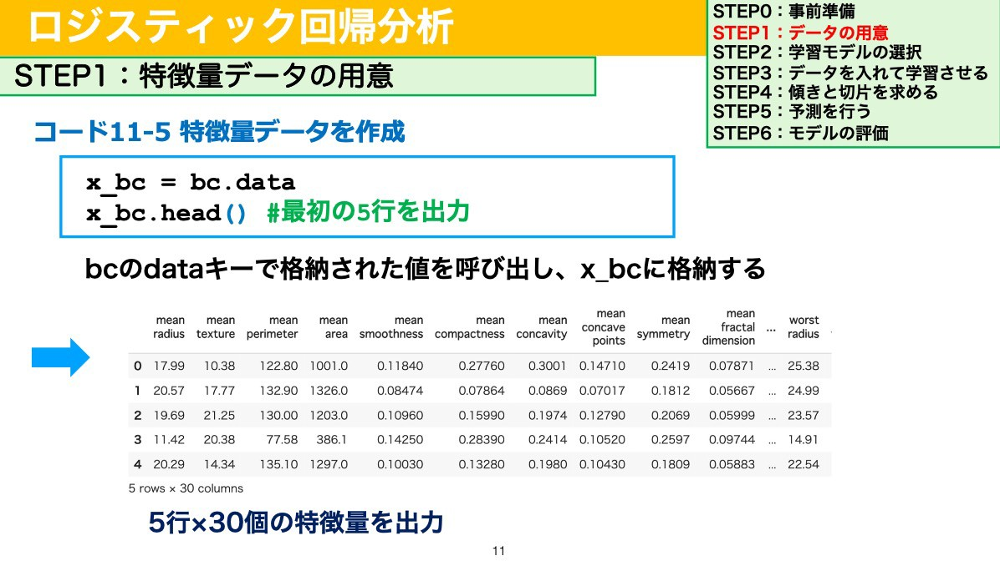 ロジスティック回帰分析
STEP0：事前準備
STEP1：データの用意
STEP2：学習モデルの選択
STEP3：データを入れて学習させる
STEP4：傾きと切片を求める
STEP5：予測を行う
STEP6：モデルの評価
STEP1：特徴量データの用意
コード11-5 特徴量データを作成
x_bc = bc.data
x_bc.head() #最初の5行を出力
bcのdataキーで格納された値を呼び出し、x_bcに格納する
mean radius mean texture mean perimeter mean area mean smoothness mean compactness mean concavity mean concave points mean symmetry mean fractal dimension ... worst radius
0 17.99 10.38 122.80 1001.0 0.11840 0.27760 0.3001 0.14710 0.2419 0.07871 ... 25.38
1 20.57 17.77 132.90 1326.0 0.08474 0.07864 0.0869 0.07017 0.1812 0.05667 ... 24.99
2 19.69 21.25 130.00 1203.0 0.10960 0.15990 0.1974 0.12790 0.2069 0.05999 ... 23.57
3 11.42 20.38 77.58 386.1 0.14250 0.28390 0.2414 0.10520 0.2597 0.09744 ... 14.91
4 20.29 14.34 135.10 1297.0 0.10030 0.13280 0.1980 0.10430 0.1809 0.05883 ... 22.54
5 rows × 30 columns
5行×30個の特徴量を出力
11